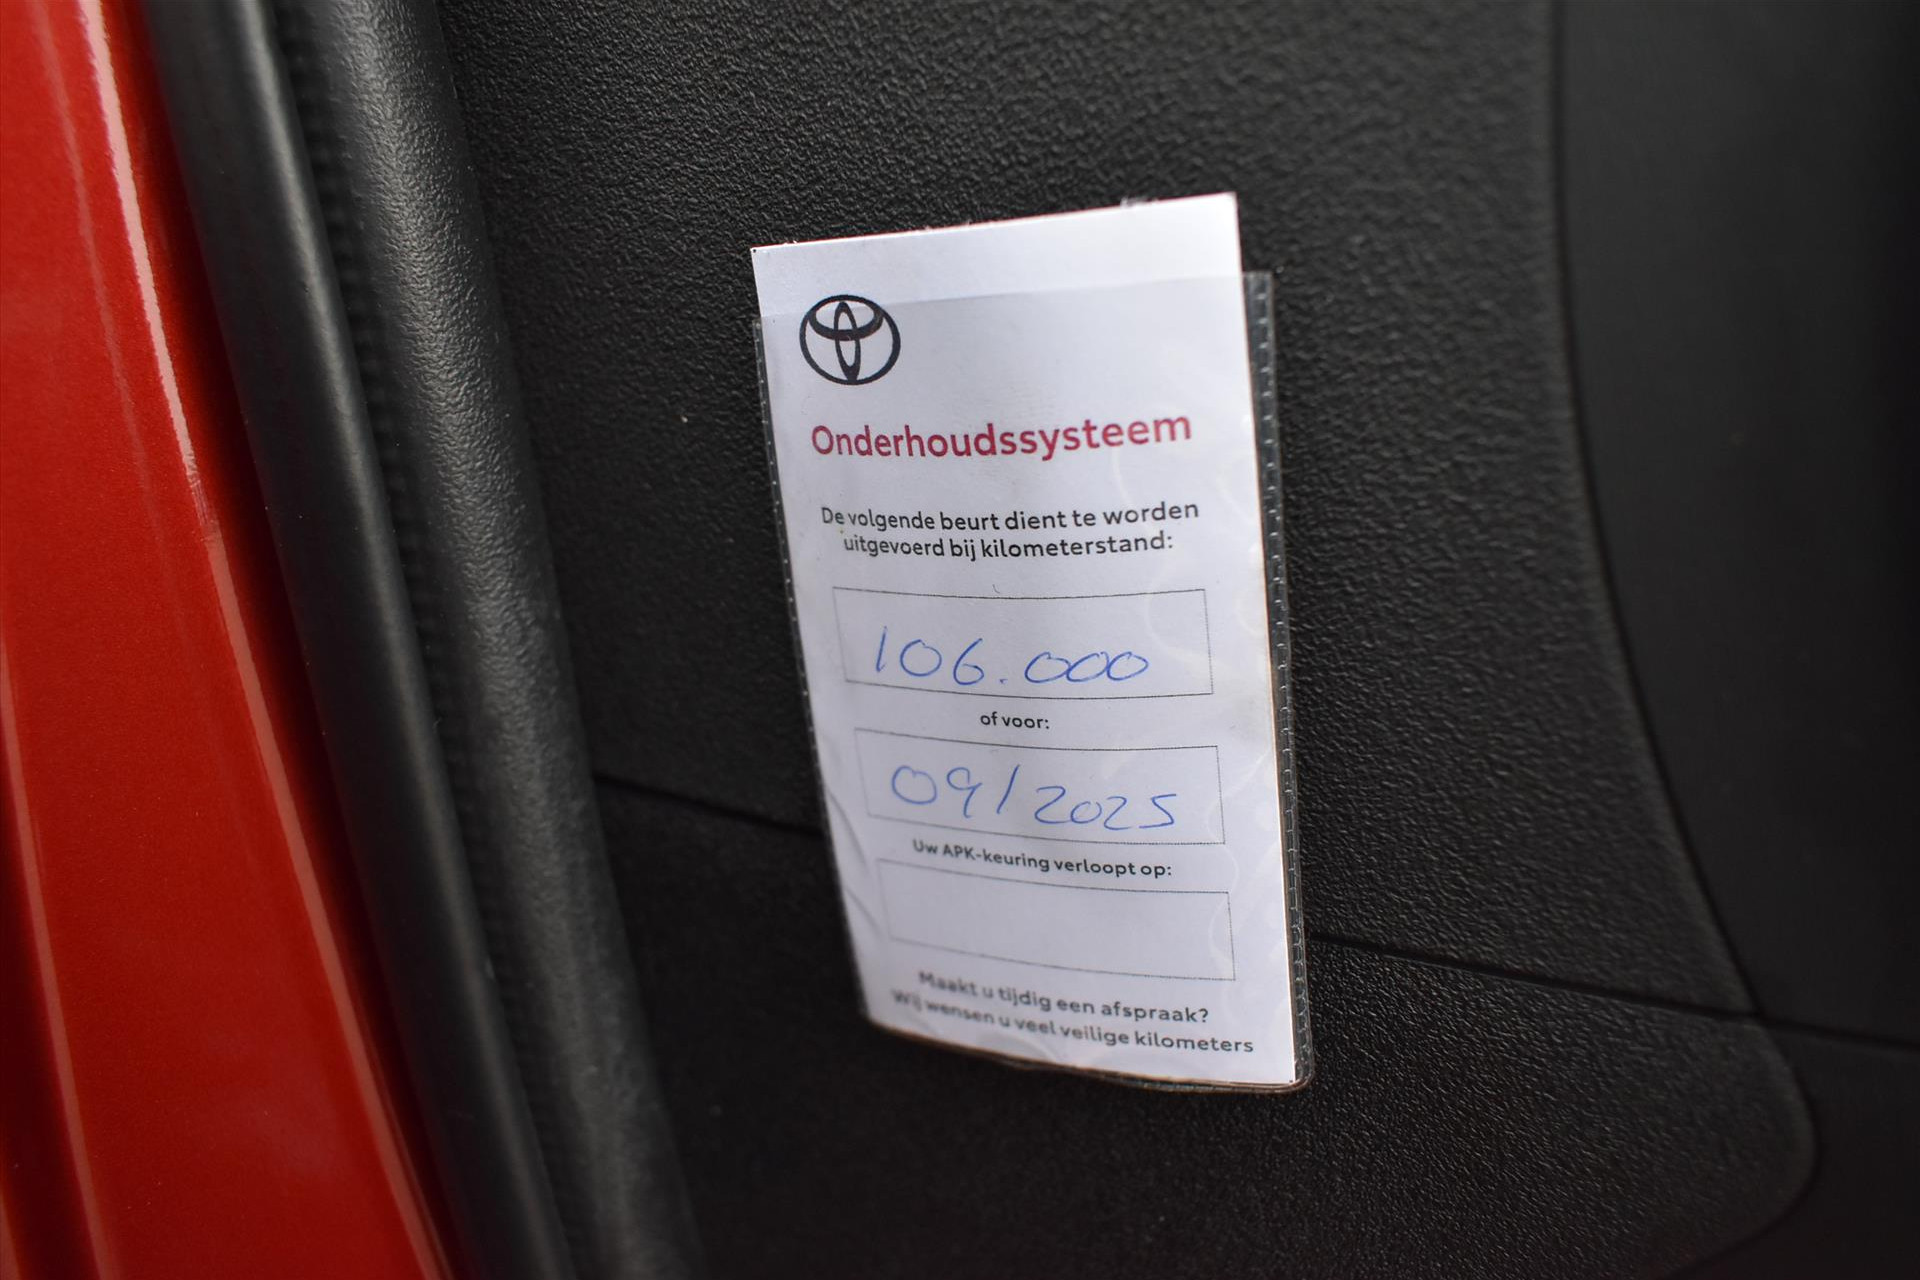 Onderhoudssysteem
De volgende beurt dient te worden
uitgevoerd bij kilometerstand:
106.000
of voor:
09/2025
Uw APK-keuring verloopt op:
Maakt u tijdig een afspraak?
Wij wensen u veel veilige kilometers